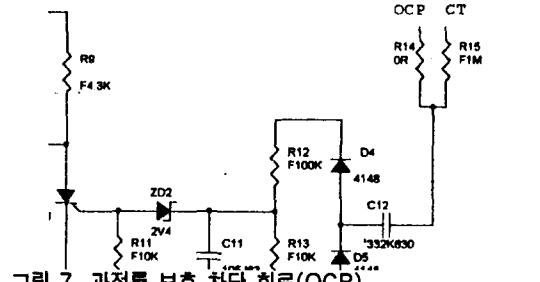 OCP CT
R14
0R
R15
F1M
R9
F4.3K
R12
F100K
D4
4148
ZD2
2V4
C12
'332K630
R11
F10K
C11
R13
F10K
D5
4148
그림 7. 과전류 보호 차단 회로(OCP)